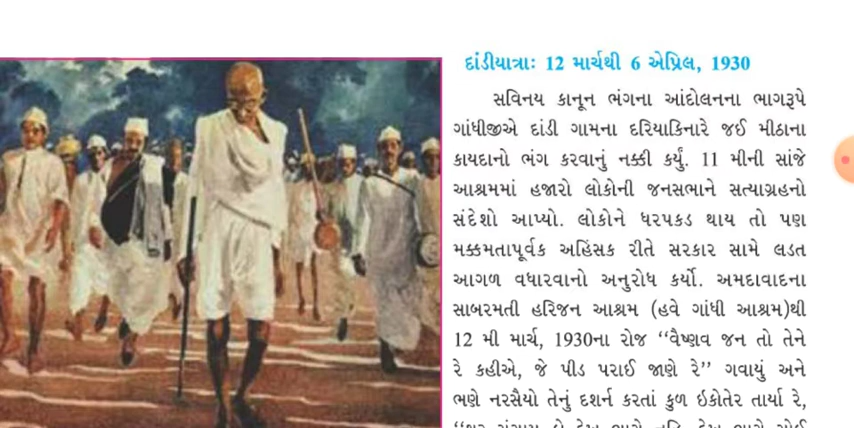 દાંડીયાત્રાઃ 12 માર્ચથી 6 એપ્રિલ, 1930
સવિનય કાનૂન ભંગના આંદોલનના ભાગરૂપે
ગાંધીજીએ દાંડી ગામના દરિયાકિનારે જઈ મીઠાના
કાયદાનો ભંગ કરવાનું નક્કી કર્યું. 11 મીની સાંજે
આશ્રમમાં હજારો લોકોની જનસભાને સત્યાગ્રહનો
સંદેશો આપ્યો. લોકોને ધરપકડ થાય તો પણ
મક્કમતાપૂર્વક અહિંસક રીતે સરકાર સામે લડત
આગળ વધારવાનો અનુરોધ કર્યો. અમદાવાદના
સાબરમતી હરિજન આશ્રમ (હવે ગાંધી આશ્રમ)થી
12 મી માર્ચ, 1930ના રોજ “વૈષ્ણવ જન તો તેને
રે કહીએ, જે પીડ પરાઈ જાણે રે” ગવાયું અને
ભણે નરસૈયો તેનું દશર્ન કરતાં કુળ ઇકોતેર તાર્યા રે,